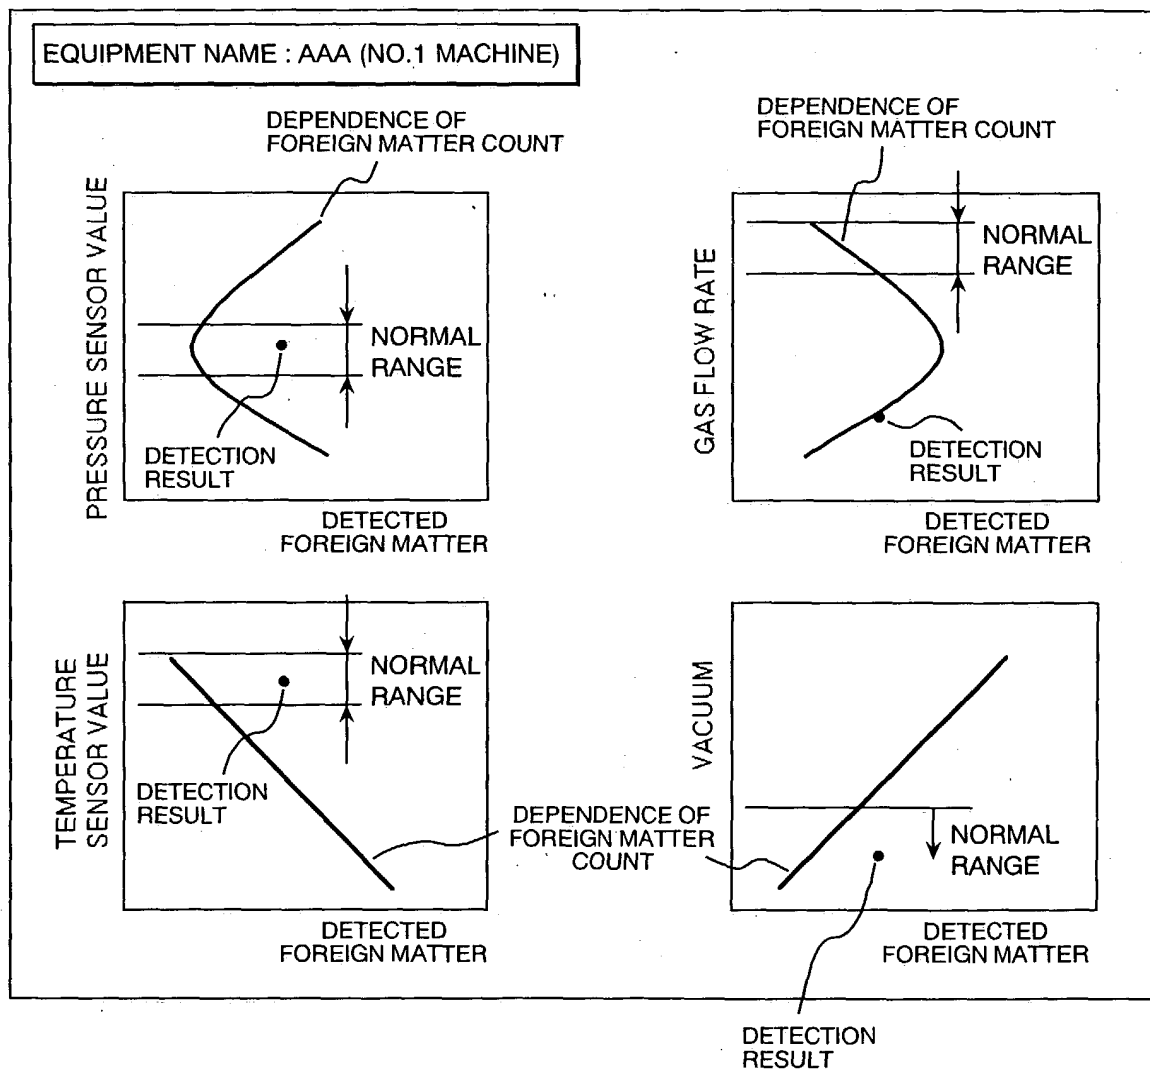 EQUIPMENT NAME : AAA (NO.1 MACHINE)
DEPENDENCE OF
FOREIGN MATTER COUNT
PRESSURE SENSOR VALUE
NORMAL
RANGE
DETECTION
RESULT
DETECTED
FOREIGN MATTER
DEPENDENCE OF
FOREIGN MATTER COUNT
GAS FLOW RATE
NORMAL
RANGE
DETECTION
RESULT
DETECTED
FOREIGN MATTER
TEMPERATURE
SENSOR VALUE
NORMAL
RANGE
DETECTION
RESULT
DETECTED
FOREIGN MATTER
DEPENDENCE OF
FOREIGN MATTER
COUNT
VACUUM
NORMAL
RANGE
DETECTED
FOREIGN MATTER
DETECTION
RESULT